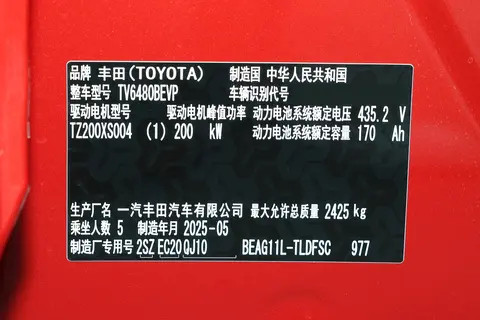 品牌 丰田(TOYOTA) 制造国 中华人民共和国
整车型号 TV6480BEVP 车辆识别代号
驱动电机型号 驱动电机峰值功率 动力电池系统额定电压 435.2 V
TZ200XS004 (1) 200 kW 动力电池系统额定容量 170 Ah
生产厂名 一汽丰田汽车有限公司 最大允许总质量 2425 kg
乘坐人数 5 制造年月 2025-05
制造厂专用号 2SZ EC20 QJ10 BEAG11L-TLDFSC 977